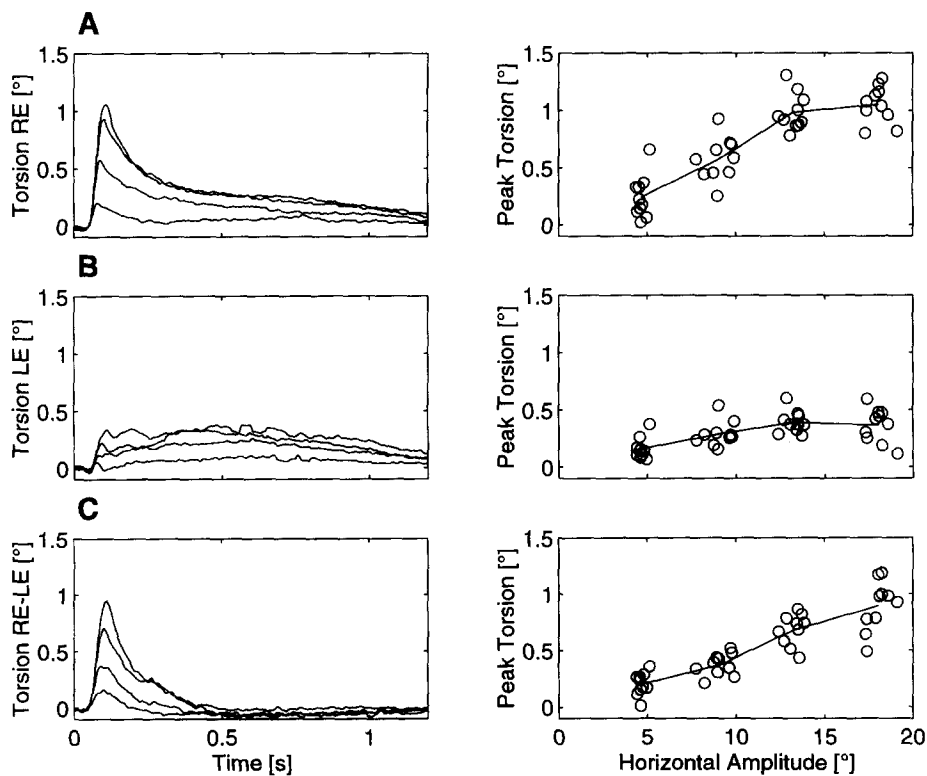 A
1.5
1
0.5
0
Torsion RE [°]
1.5
1
0.5
0
Peak Torsion [°]
B
1.5
1
0.5
0
Torsion LE [°]
1.5
1
0.5
0
Peak Torsion [°]
C
1.5
1
0.5
0
Torsion RE-LE [°]
0 0.5 1
Time [s]
1.5
1
0.5
0
Peak Torsion [°]
0 5 10 15 20
Horizontal Amplitude [°]